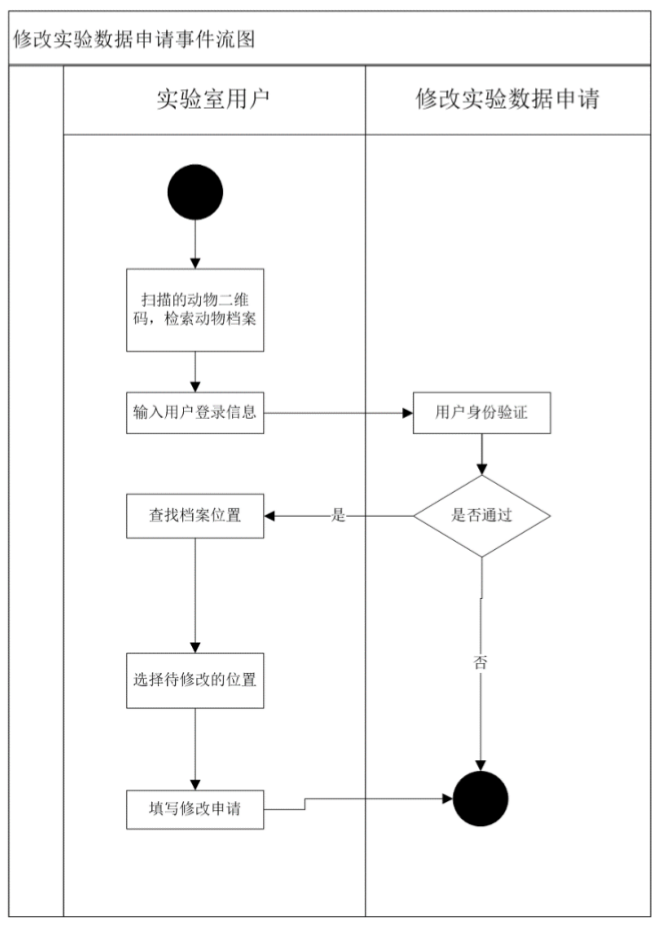 修改实验数据申请事件流图
实验室用户
修改实验数据申请
扫描的动物二维
码，检索动物档案
输入用户登录信息
用户身份验证
查找档案位置
是
是否通过
选择待修改的位置
否
填写修改申请